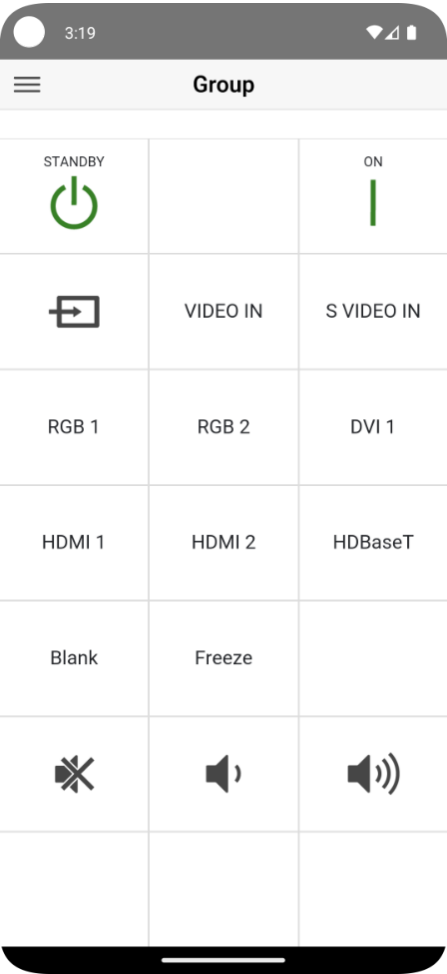 3:19
Group
STANDBY
ON
VIDEO IN
S VIDEO IN
RGB 1
RGB 2
DVI 1
HDMI 1
HDMI 2
HDBaseT
Blank
Freeze